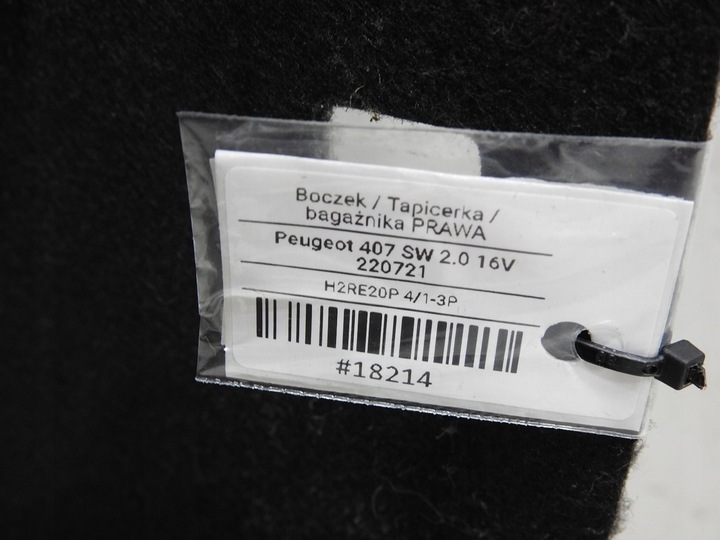 Boczek / Tapicerka /
bagażnika PRAWA
Peugeot 407 SW 2.0 16V
220721
H2RE20P 4/1-3P
#18214